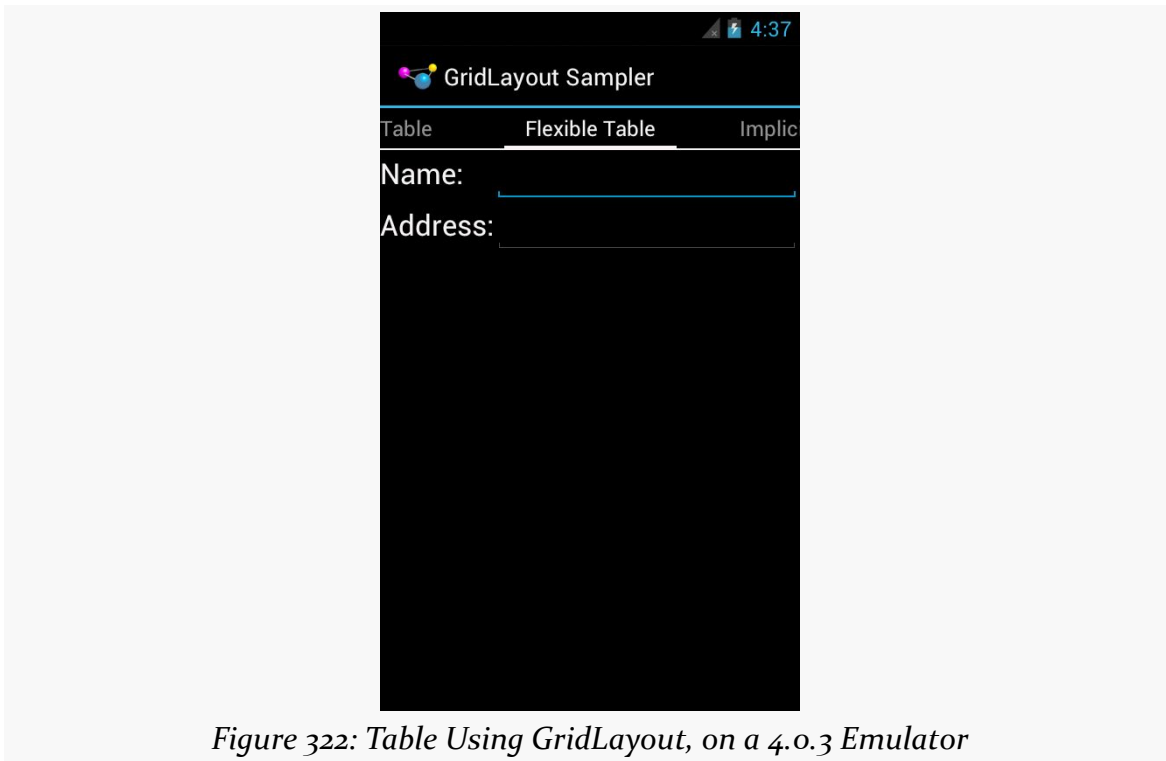 4:37
GridLayout Sampler
Table Flexible Table Implici
Name:
Address:
Figure 322: Table Using GridLayout, on a 4.0.3 Emulator